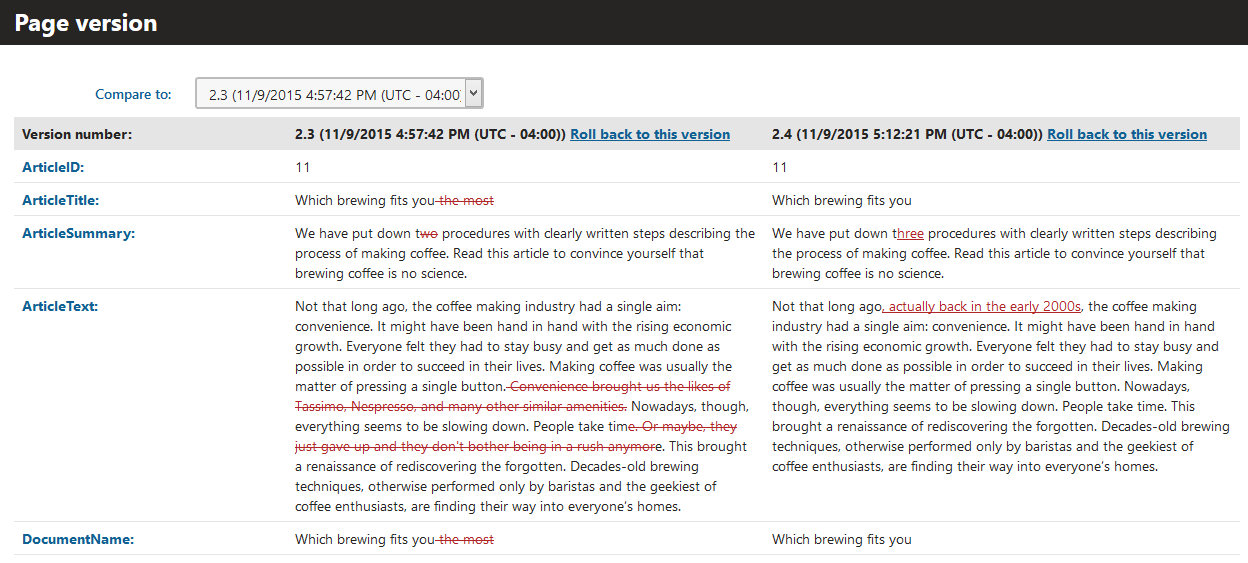 Page version
Compare to: 2.3 (11/9/2015 4:57:42 PM (UTC - 04:00)
Version number: 2.3 (11/9/2015 4:57:42 PM (UTC - 04:00)) Roll back to this version 2.4 (11/9/2015 5:12:21 PM (UTC - 04:00)) Roll back to this version
ArticleID: 11 11
ArticleTitle: Which brewing fits you the most Which brewing fits you
ArticleSummary:
We have put down two procedures with clearly written steps describing the
process of making coffee. Read this article to convince yourself that
brewing coffee is no science.
We have put down three procedures with clearly written steps describing
the process of making coffee. Read this article to convince yourself that
brewing coffee is no science.
ArticleText:
Not that long ago, the coffee making industry had a single aim:
convenience. It might have been hand in hand with the rising economic
growth. Everyone felt they had to stay busy and get as much done as
possible in order to succeed in their lives. Making coffee was usually the
matter of pressing a single button. Convenience brought us the likes of
Tassimo, Nespresso, and many other similar amenities. Nowadays, though,
everything seems to be slowing down. People take time. Or maybe, they
just gave up and they don't bother being in a rush anymore. This brought
a renaissance of rediscovering the forgotten. Decades-old brewing
techniques, otherwise performed only by baristas and the geekiest of
coffee enthusiasts, are finding their way into everyone's homes.
Not that long ago, actually back in the early 2000s, the coffee making
industry had a single aim: convenience. It might have been hand in hand
with the rising economic growth. Everyone felt they had to stay busy and
get as much done as possible in order to succeed in their lives. Making
coffee was usually the matter of pressing a single button. Nowadays,
though, everything seems to be slowing down. People take time. This
brought a renaissance of rediscovering the forgotten. Decades-old brewing
techniques, otherwise performed only by baristas and the geekiest of
coffee enthusiasts, are finding their way into everyone's homes.
DocumentName: Which brewing fits you the most Which brewing fits you